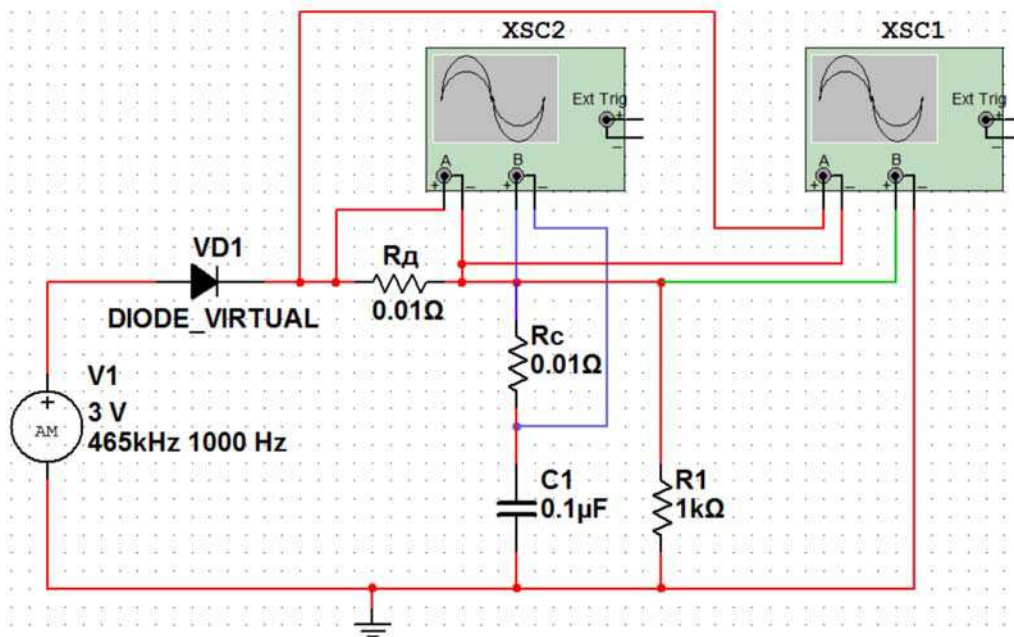 XSC2
XSC1
Ext Trig
Ext Trig
A
B
A
B
VD1
DIODE_VIRTUAL
Rд
0.01Ω
Rc
0.01Ω
V1
3 V
465kHz 1000 Hz
AM
C1
0.1µF
R1
1kΩ